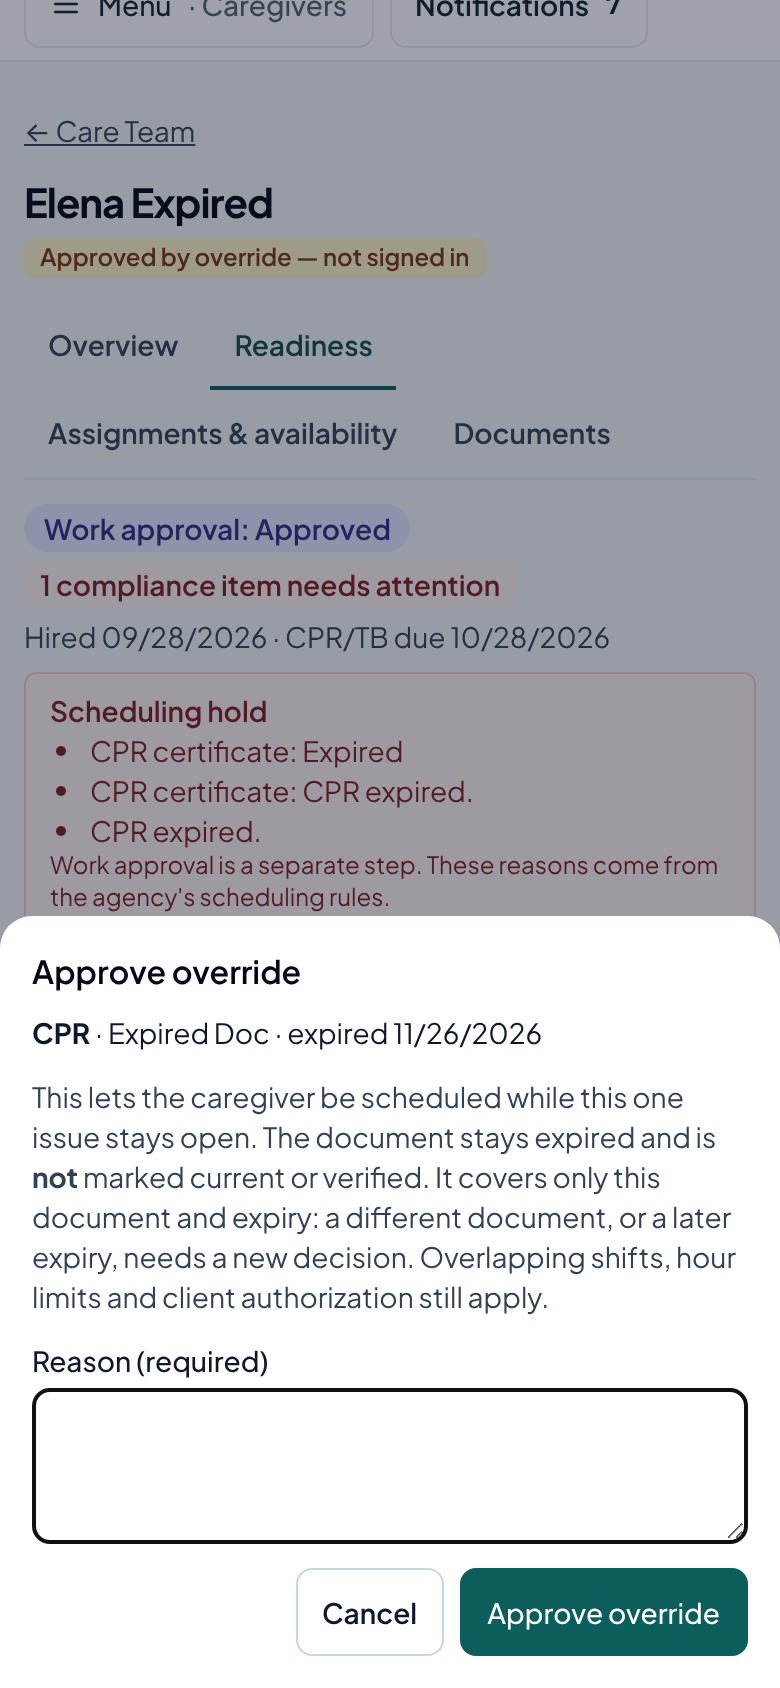 Menu · Caregivers
Notifications 7
← Care Team
Elena Expired
Approved by override — not signed in
Overview Readiness
Assignments & availability Documents
Work approval: Approved
1 compliance item needs attention
Hired 09/28/2026 · CPR/TB due 10/28/2026
Scheduling hold
• CPR certificate: Expired
• CPR certificate: CPR expired.
• CPR expired.
Work approval is a separate step. These reasons come from
the agency's scheduling rules.
Approve override
CPR · Expired Doc · expired 11/26/2026
This lets the caregiver be scheduled while this one
issue stays open. The document stays expired and is
not marked current or verified. It covers only this
document and expiry: a different document, or a later
expiry, needs a new decision. Overlapping shifts, hour
limits and client authorization still apply.
Reason (required)
Cancel Approve override